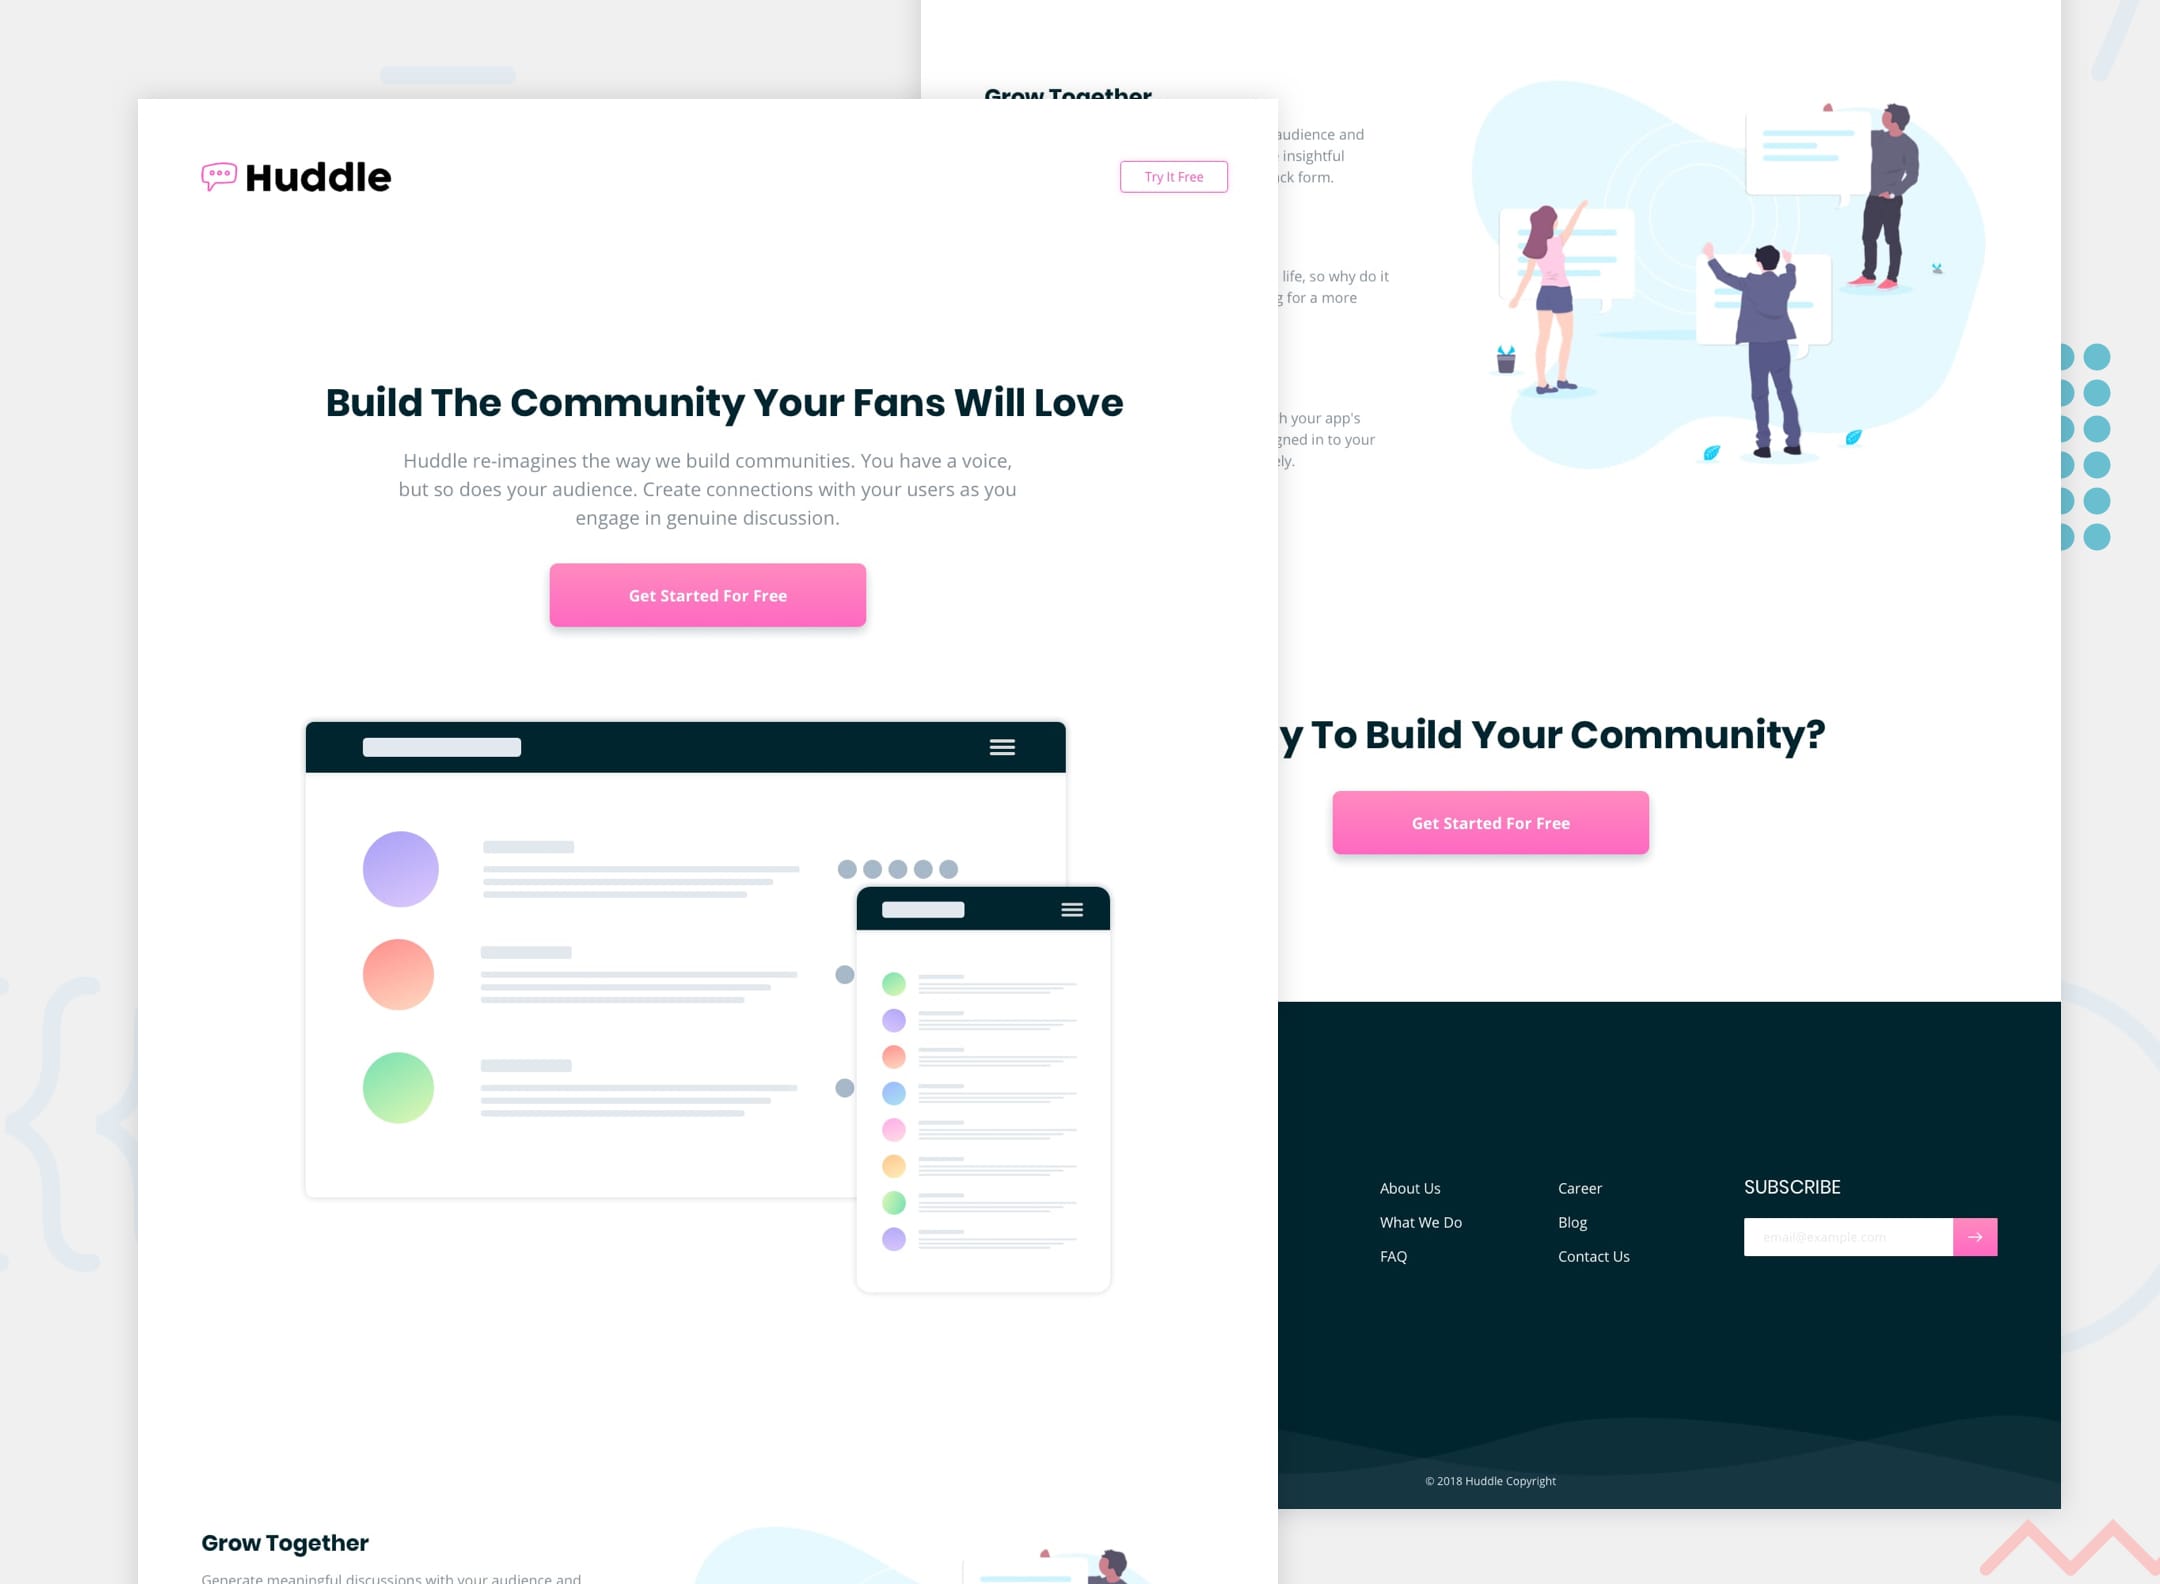 Huddle
Try It Free
Build The Community Your Fans Will Love
Huddle re-imagines the way we build communities. You have a voice,
but so does your audience. Create connections with your users as you
engage in genuine discussion.
Get Started For Free
Grow Together
Generate meaningful discussions with your audience and
Grow Together
audience and
insightful
form.
life, so why do it
for a more
your app's
in to your
To Build Your Community?
Get Started For Free
About Us
What We Do
FAQ
Career
Blog
Contact Us
SUBSCRIBE
email@example.com
© 2018 Huddle Copyright